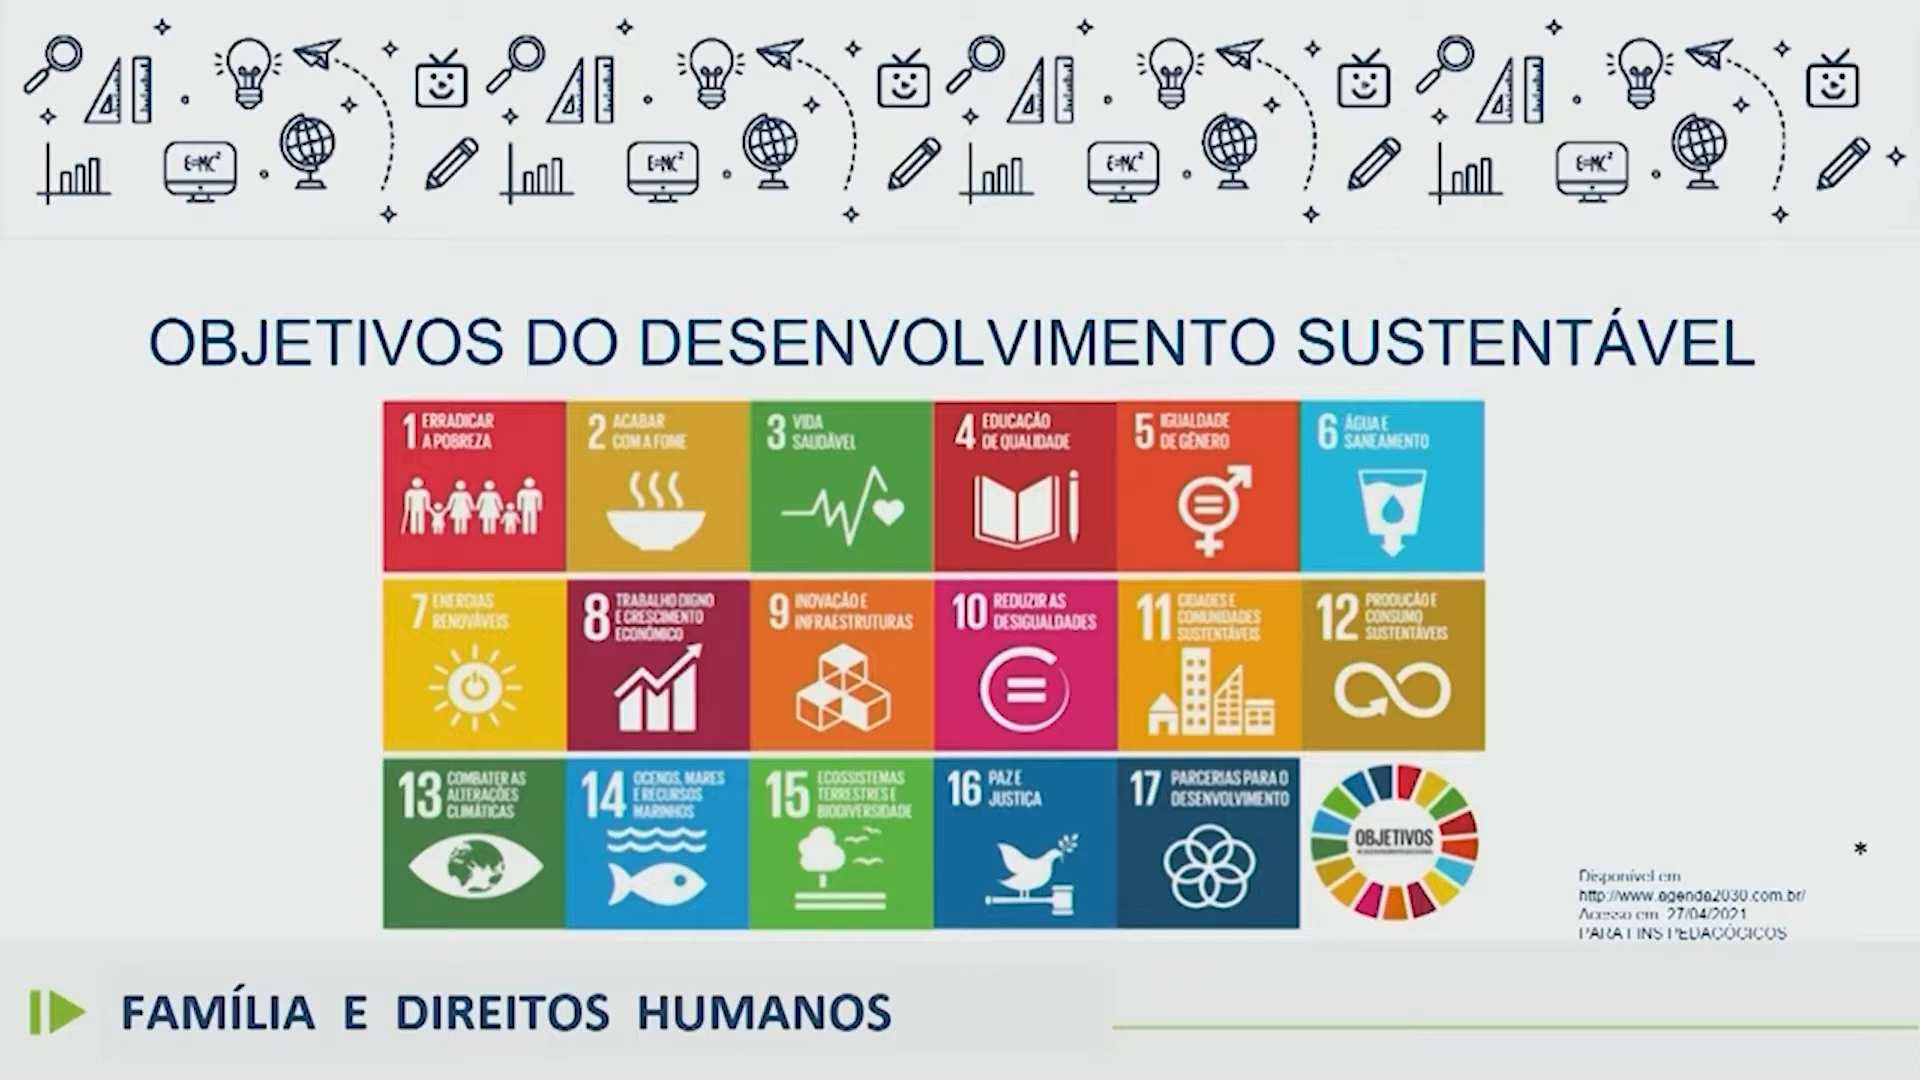 E=MC² E=MC² E=MC² E=MC²
OBJETIVOS DO DESENVOLVIMENTO SUSTENTÁVEL
1 ERRADICAR
A POBREZA
2 ACABAR
COM A FOME
3 VIDA
SAUDÁVEL
4 EDUCAÇÃO
DE QUALIDADE
5 IGUALDADE
DE GÊNERO
6 ÁGUA E
SANEAMENTO
7 ENERGIAS
RENOVÁVEIS
8 TRABALHO DIGNO
E CRESCIMENTO
ECONÔMICO
9 INOVAÇÃO E
INFRAESTRUTURAS
10 REDUZIR AS
DESIGUALDADES
11 CIDADES E
COMUNIDADES
SUSTENTÁVEIS
12 PRODUÇÃO E
CONSUMO
SUSTENTÁVEIS
13 COMBATER AS
ALTERAÇÕES
CLIMÁTICAS
14 OCENOS, MARES
E RECURSOS
MARINHOS
15 ECOSSISTEMAS
TERRESTRES E
BIODIVERSIDADE
16 PAZ E
JUSTIÇA
17 PARCERIAS PARA O
DESENVOLVIMENTO
OBJETIVOS
*
Disponível em
http://www.agenda2030.com.br/
Acesso em 27/04/2021
PARA FINS PEDAGÓGICOS
FAMÍLIA E DIREITOS HUMANOS